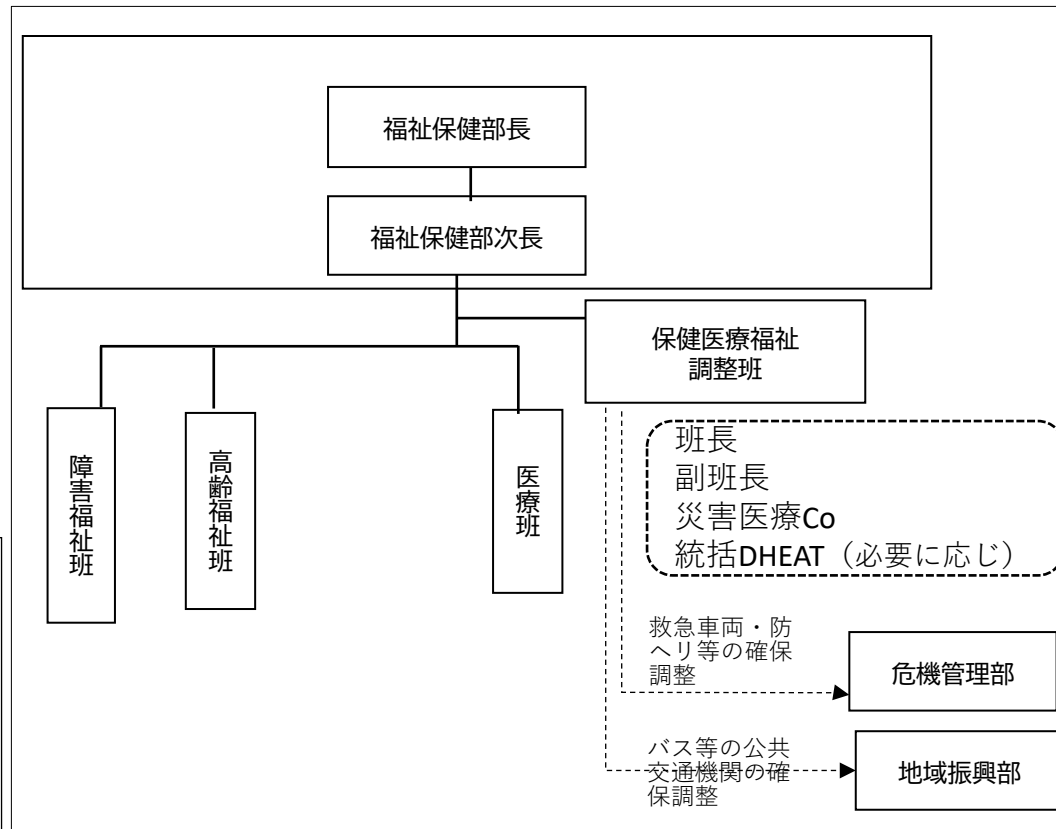 福祉保健部長
福祉保健部次長
保健医療福祉
調整班
障害福祉班
高齢福祉班
医療班
班長
副班長
災害医療Co
統括DHEAT（必要に応じ）
救急車両・防
ヘリ等の確保
調整
危機管理部
バス等の公共
交通機関の確
保調整
地域振興部